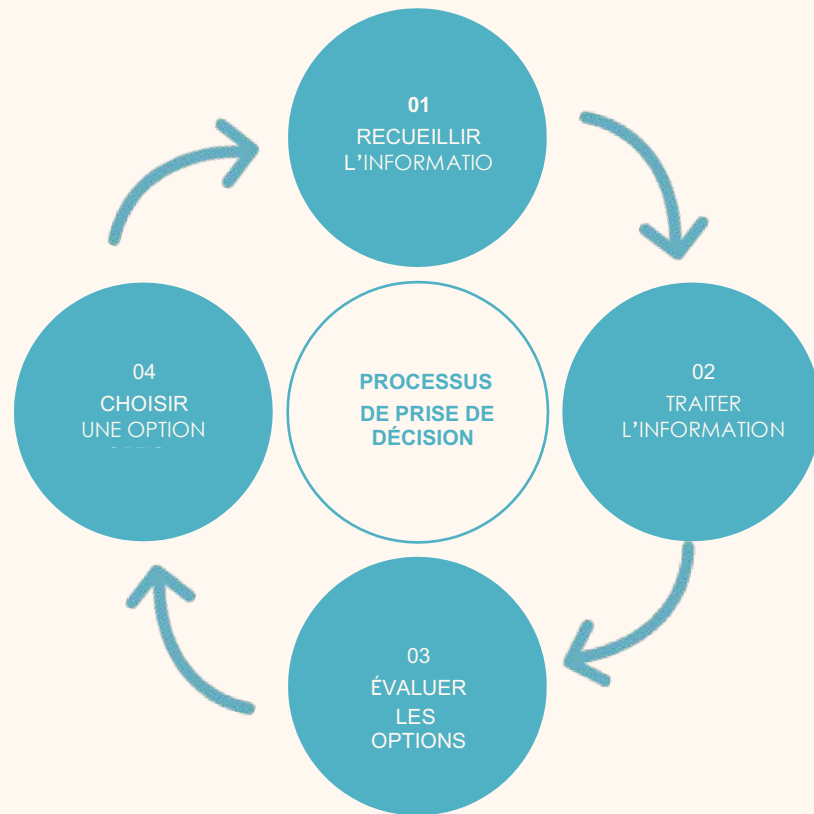 01
RECUEILLIR
L'INFORMATIO
02
TRAITER
L'INFORMATION
03
ÉVALUER
LES
OPTIONS
04
CHOISIR
UNE OPTION
PROCESSUS
DE PRISE DE
DÉCISION